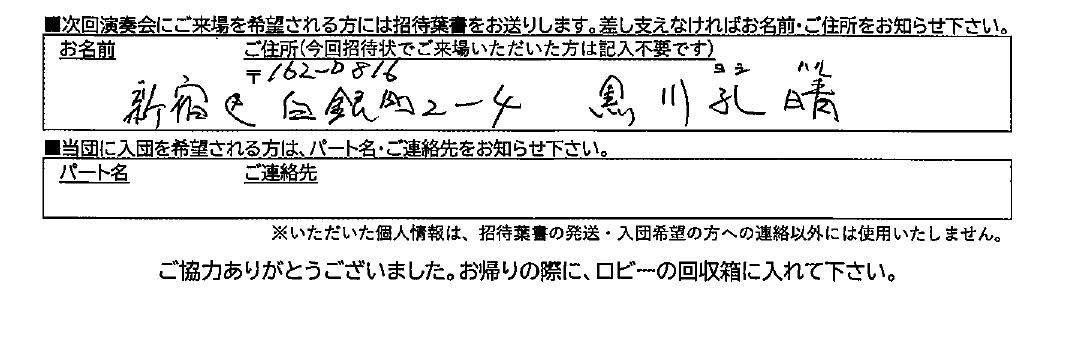 ■次回演奏会にご来場を希望される方には招待葉書をお送りします。差し支えなければお名前・ご住所をお知らせ下さい。
お名前 ご住所(今回招待状でご来場いただいた方は記入不要です)
〒162-0816 ヨシ ハル
新宿区白銀町2-4 黒川孔晴
■当団に入団を希望される方は、パート名・ご連絡先をお知らせ下さい。
パート名 ご連絡先
※いただいた個人情報は、招待葉書の発送・入団希望の方への連絡以外には使用いたしません。
ご協力ありがとうございました。お帰りの際に、ロビーの回収箱に入れて下さい。